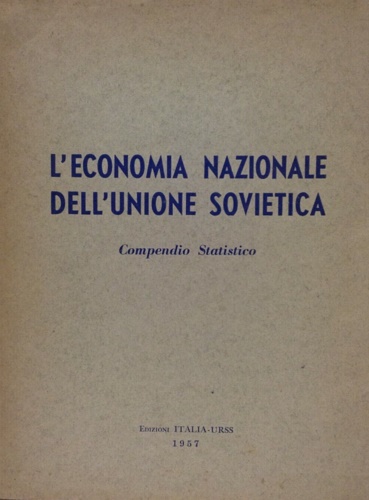 L'ECONOMIA NAZIONALE
DELL'UNIONE SOVIETICA
Compendio Statistico
Edizioni ITALIA-URSS
1957